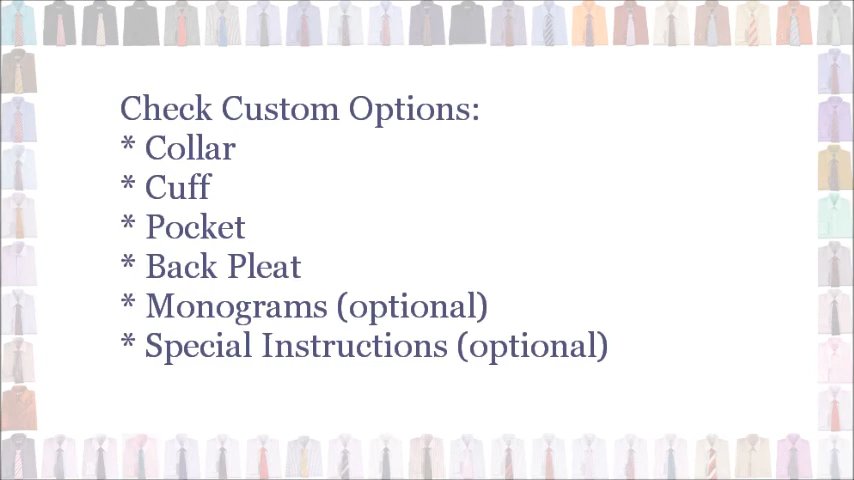 Check Custom Options:
* Collar
* Cuff
* Pocket
* Back Pleat
* Monograms (optional)
* Special Instructions (optional)